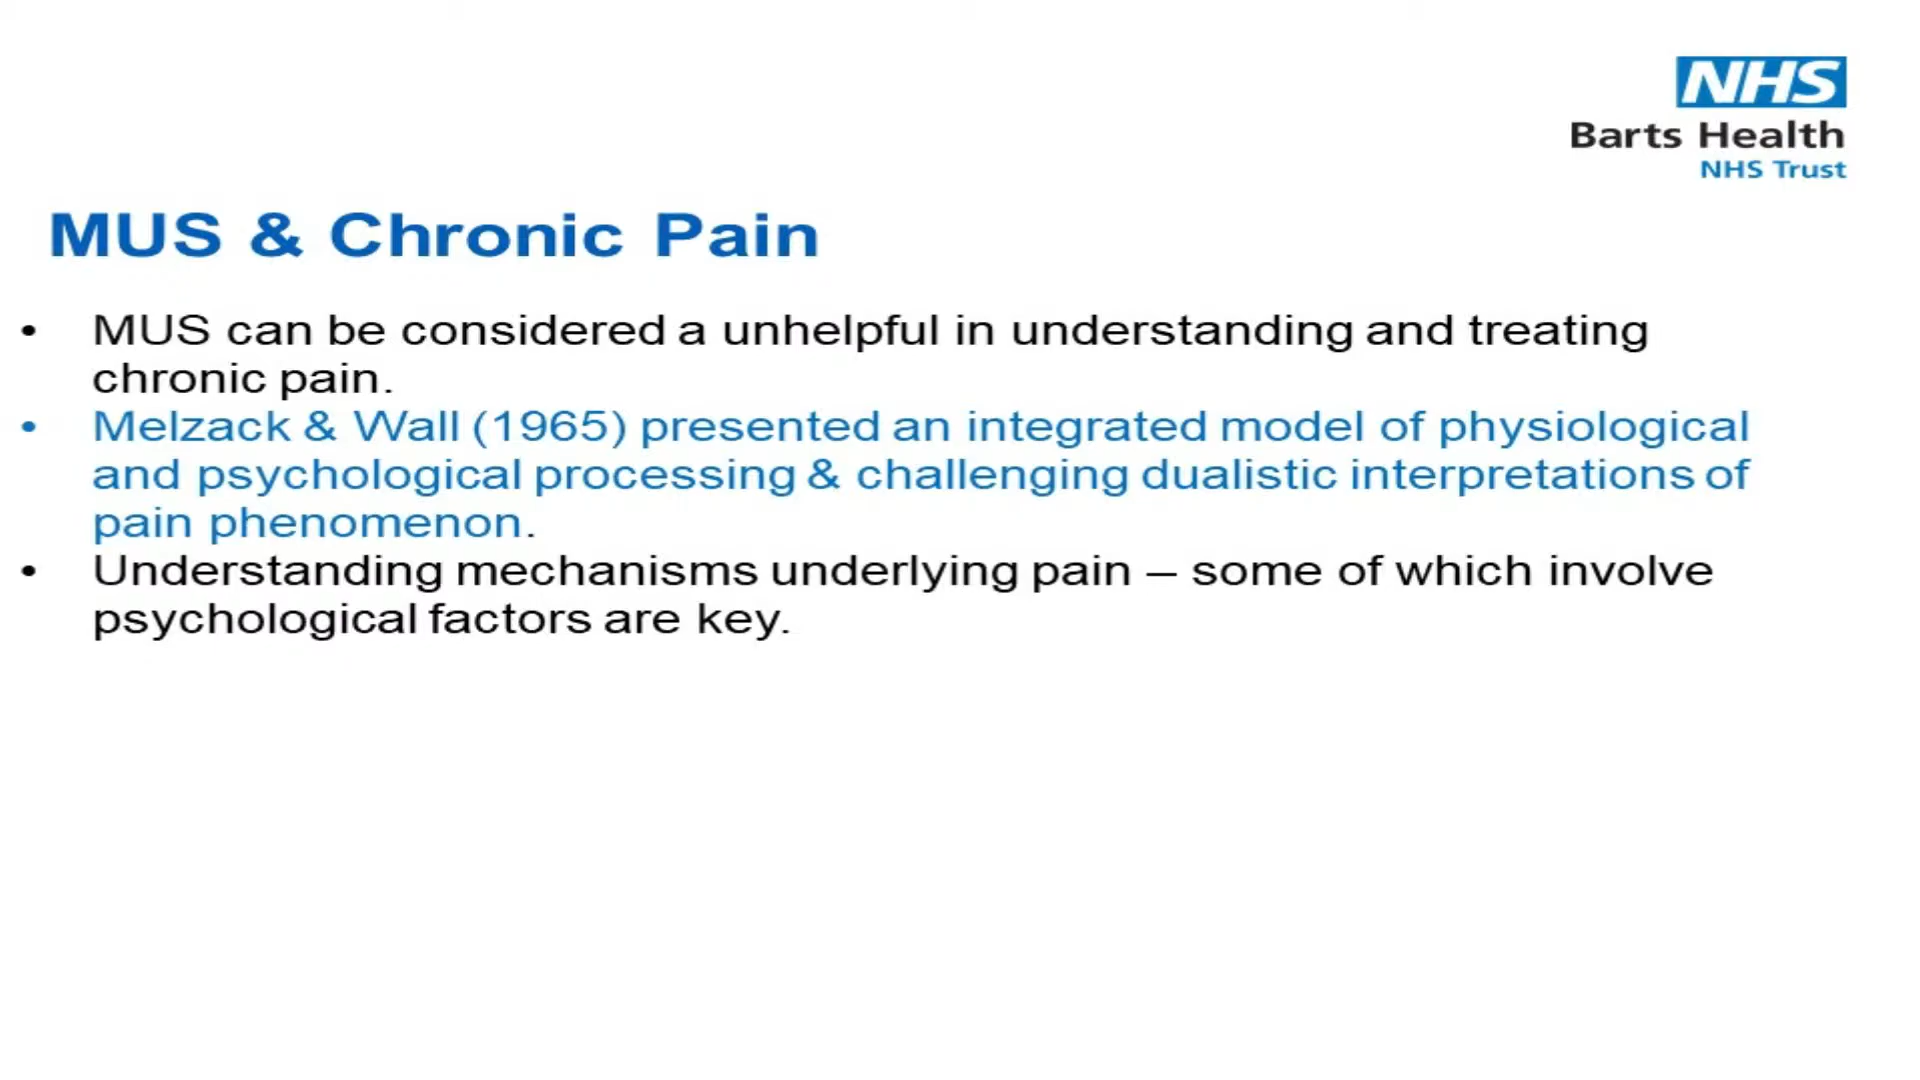 NHS
Barts Health
NHS Trust
MUS & Chronic Pain
• MUS can be considered a unhelpful in understanding and treating
chronic pain.
• Melzack & Wall (1965) presented an integrated model of physiological
and psychological processing & challenging dualistic interpretations of
pain phenomenon.
• Understanding mechanisms underlying pain – some of which involve
psychological factors are key.